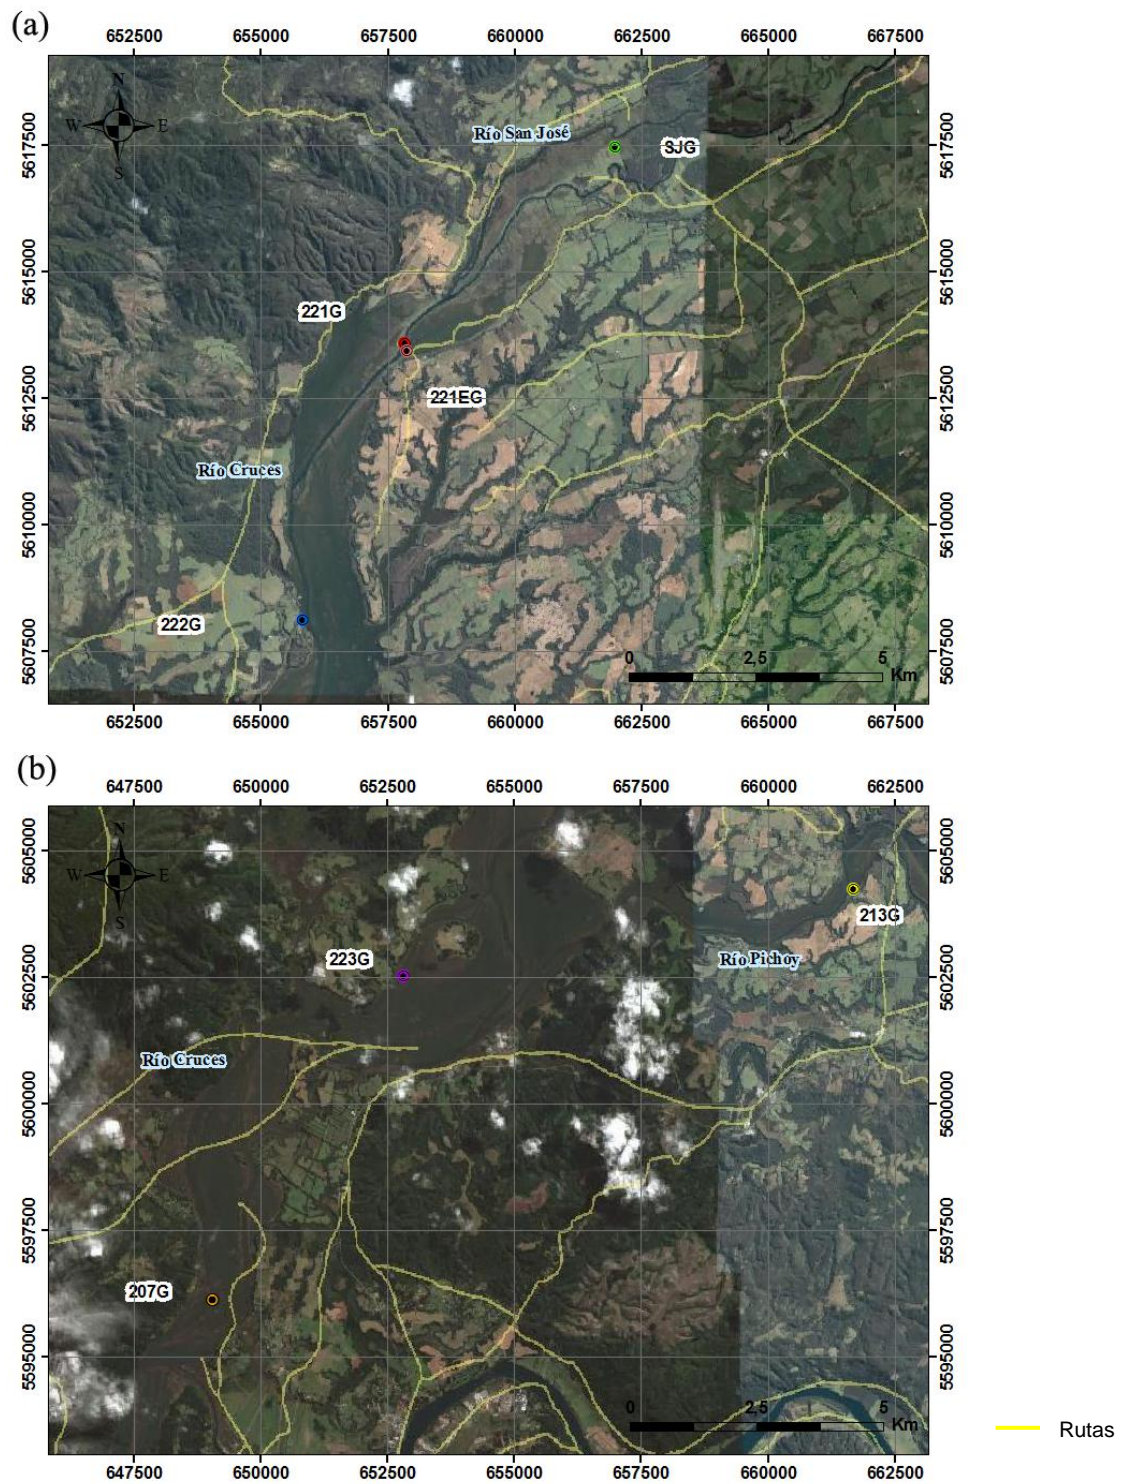 (a)
652500 655000 657500 660000 662500 665000 667500
N
W E
S
Río San José
SJG
221G
221EG
Río Cruces
222G
5617500 5617500
5615000 5615000
5612500 5612500
5610000 5610000
5607500 5607500
0 2,5 5
Km
652500 655000 657500 660000 662500 665000 667500
(b)
647500 650000 652500 655000 657500 660000 662500
N
W E
S
213G
223G
Río Pichoy
Río Cruces
207G
5605000 5605000
5602500 5602500
5600000 5600000
5597500 5597500
5595000 5595000
0 2,5 5
Km
647500 650000 652500 655000 657500 660000 662500
Rutas